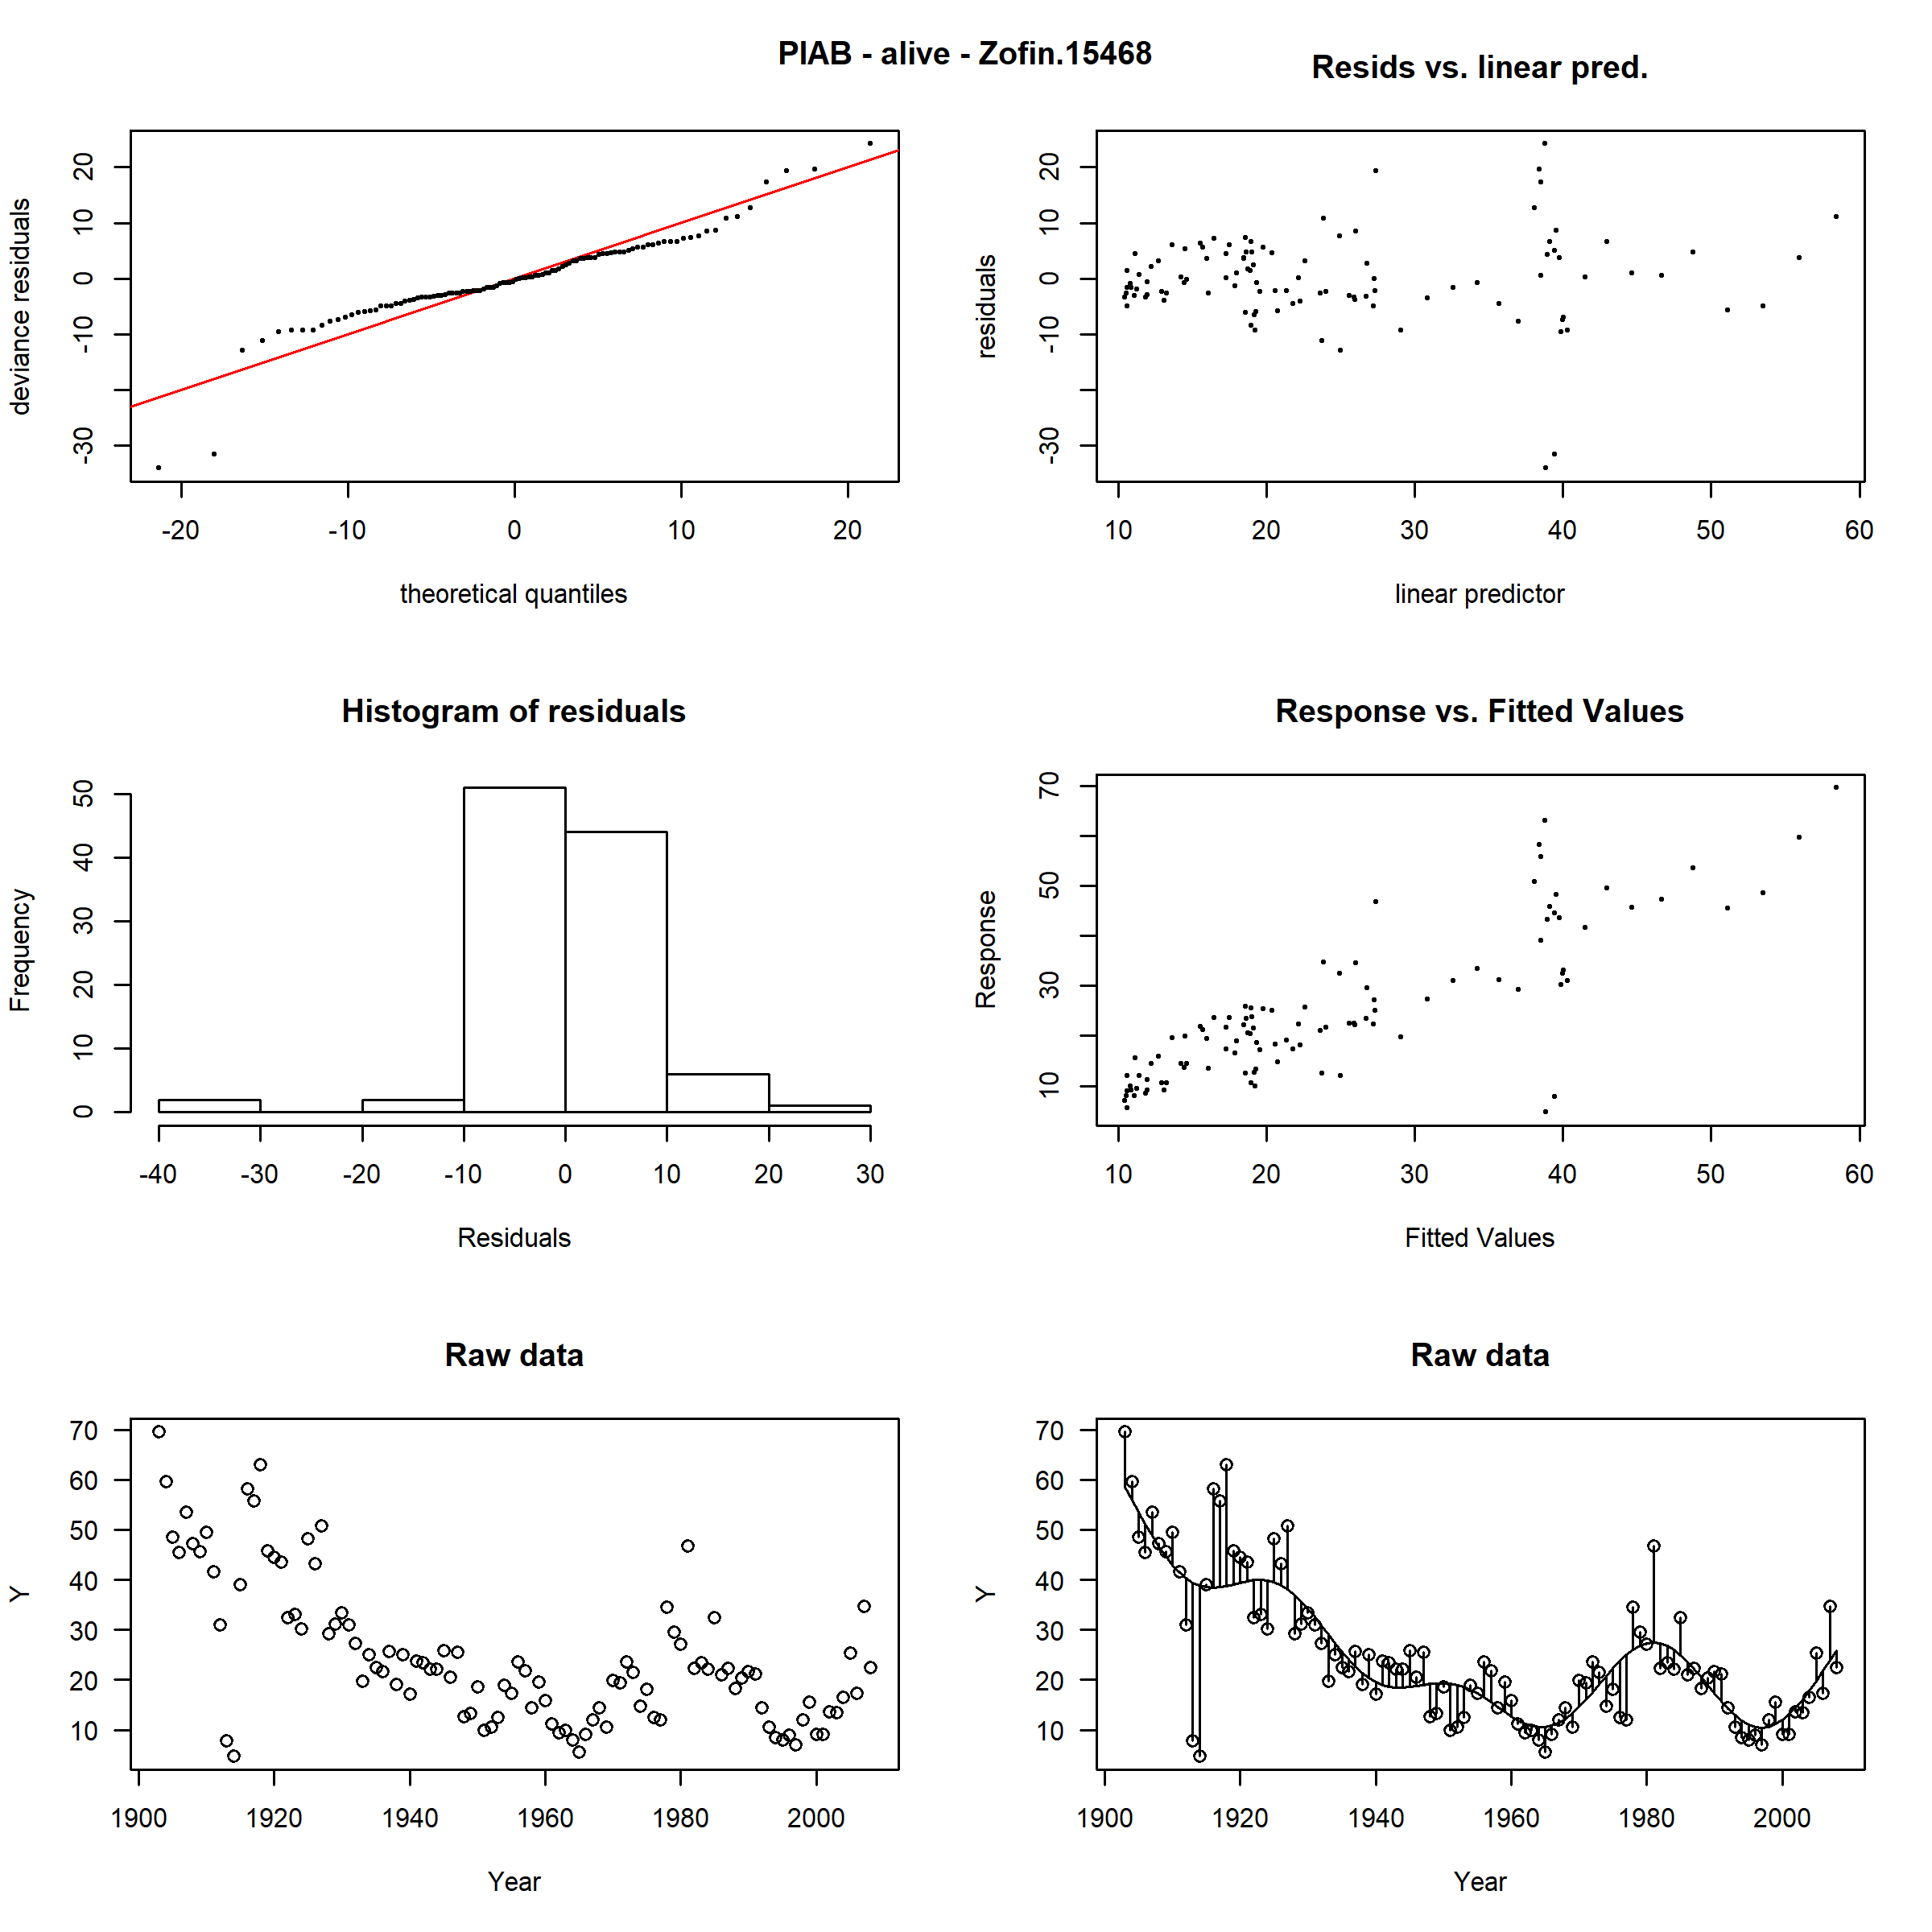 PIAB - alive - Zofin.15468
Resids vs. linear pred.
deviance residuals
20
10
0
-10
-30
-20 -10 0 10 20
theoretical quantiles
residuals
20
10
0
-10
-30
10 20 30 40 50 60
linear predictor
Histogram of residuals
Frequency
50
40
30
20
10
0
-40 -30 -20 -10 0 10 20 30
Residuals
Response vs. Fitted Values
Response
70
50
30
10
10 20 30 40 50 60
Fitted Values
Raw data
Y
70
60
50
40
30
20
10
1900 1920 1940 1960 1980 2000
Year
Raw data
Y
70
60
50
40
30
20
10
1900 1920 1940 1960 1980 2000
Year